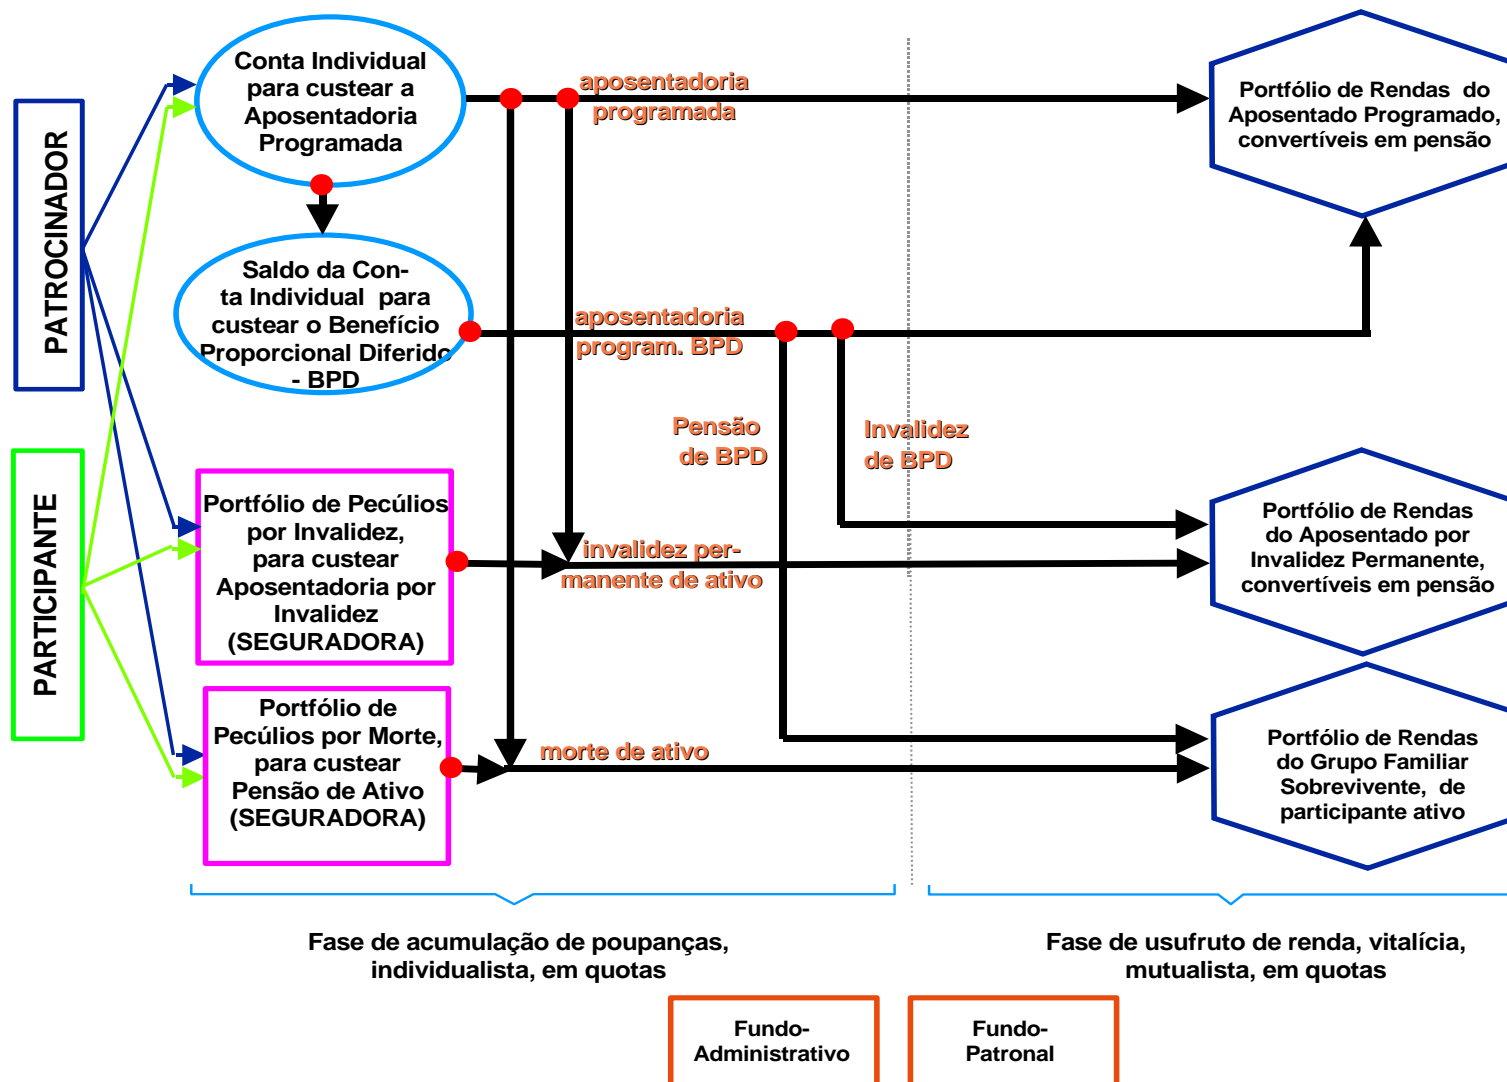 PATROCINADOR
PARTICIPANTE
Conta Individual
para custear a
Aposentadoria
Programada
Saldo da Con-
ta Individual para
custear o Benefício
Proporcional Diferido
- BPD
Portfólio de Pecúlios
por Invalidez,
para custear
Aposentadoria por
Invalidez
(SEGURADORA)
Portfólio de
Pecúlios por Morte,
para custear
Pensão de Ativo
(SEGURADORA)
aposentadoria
programada
aposentadoria
program. BPD
Pensão
de BPD
Invalidez
de BPD
invalidez per-
manente de ativo
morte de ativo
Portfólio de Rendas do
Aposentado Programado,
convertíveis em pensão
Portfólio de Rendas
do Aposentado por
Invalidez Permanente,
convertíveis em pensão
Portfólio de Rendas
do Grupo Familiar
Sobrevivente, de
participante ativo
Fase de acumulação de poupanças,
individualista, em quotas
Fase de usufruto de renda, vitalícia,
mutualista, em quotas
Fundo-
Administrativo
Fundo-
Patronal